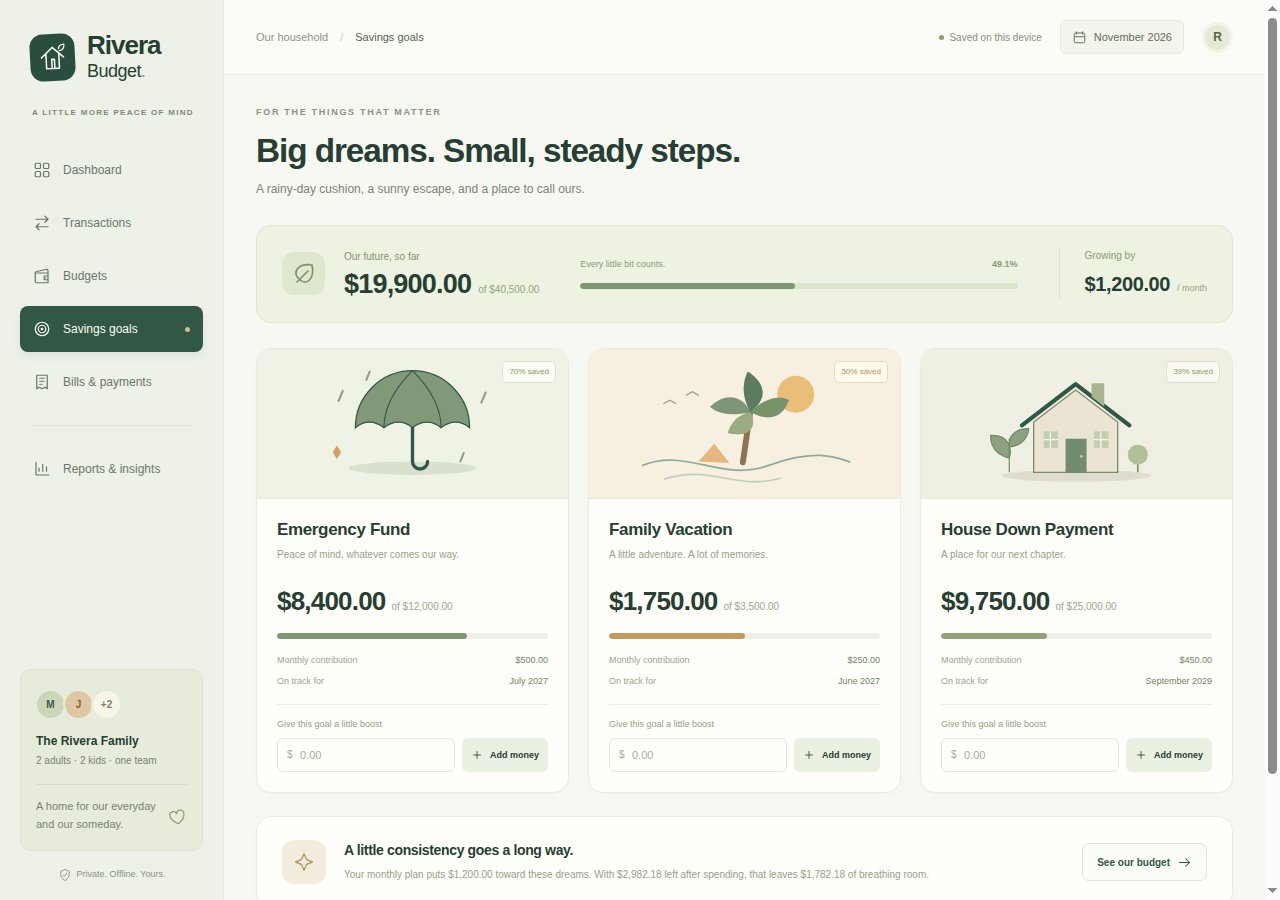 Rivera
Budget.
A LITTLE MORE PEACE OF MIND
Dashboard
Transactions
Budgets
Savings goals
Bills & payments
Reports & insights
M J +2
The Rivera Family
2 adults · 2 kids · one team
A home for our everyday
and our someday.
Private. Offline. Yours.
Our household / Savings goals
Saved on this device
November 2026
R
FOR THE THINGS THAT MATTER
Big dreams. Small, steady steps.
A rainy-day cushion, a sunny escape, and a place to call ours.
Our future, so far
$19,900.00 of $40,500.00
Every little bit counts. 49.1%
Growing by
$1,200.00 / month
70% saved
Emergency Fund
Peace of mind, whatever comes our way.
$8,400.00 of $12,000.00
Monthly contribution $500.00
On track for July 2027
Give this goal a little boost
$ 0.00
Add money
50% saved
Family Vacation
A little adventure. A lot of memories.
$1,750.00 of $3,500.00
Monthly contribution $250.00
On track for June 2027
Give this goal a little boost
$ 0.00
Add money
39% saved
House Down Payment
A place for our next chapter.
$9,750.00 of $25,000.00
Monthly contribution $450.00
On track for September 2029
Give this goal a little boost
$ 0.00
Add money
A little consistency goes a long way.
Your monthly plan puts $1,200.00 toward these dreams. With $2,982.18 left after spending, that leaves $1,782.18 of breathing room.
See our budget